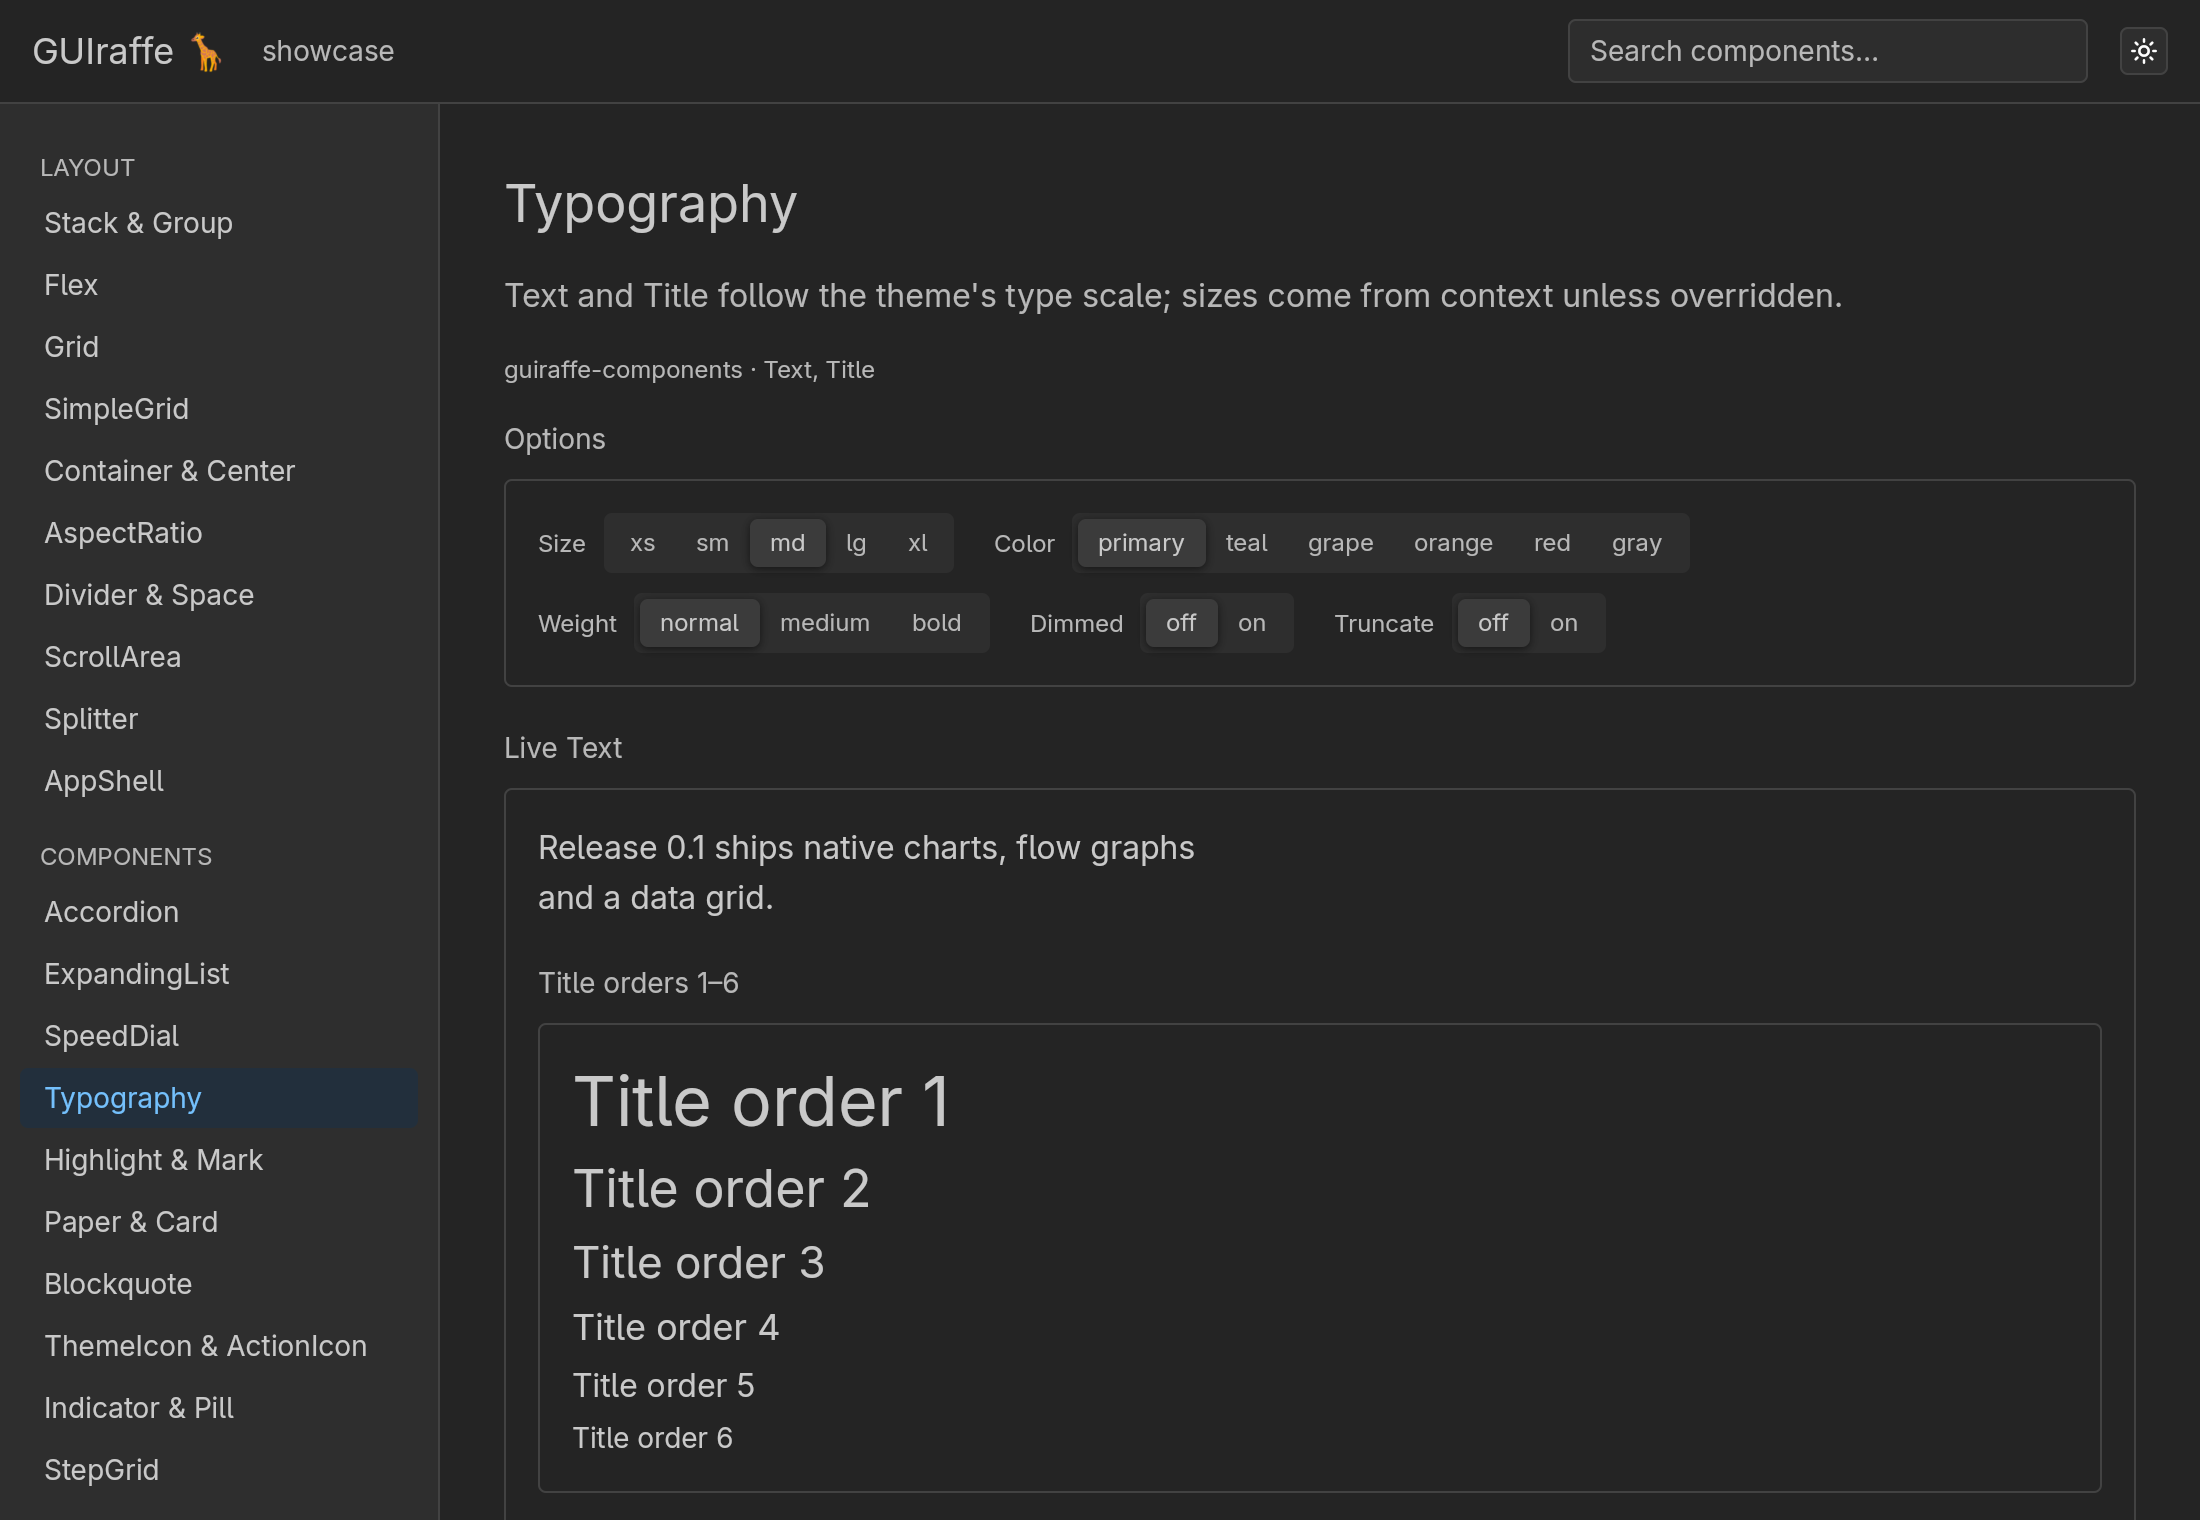 GUIraffe 🦒 showcase Search components...
LAYOUT
Stack & Group
Flex
Grid
SimpleGrid
Container & Center
AspectRatio
Divider & Space
ScrollArea
Splitter
AppShell
COMPONENTS
Accordion
ExpandingList
SpeedDial
Typography
Highlight & Mark
Paper & Card
Blockquote
ThemeIcon & ActionIcon
Indicator & Pill
StepGrid
Typography
Text and Title follow the theme's type scale; sizes come from context unless overridden.
guiraffe-components · Text, Title
Options
Size xs sm md lg xl Color primary teal grape orange red gray
Weight normal medium bold Dimmed off on Truncate off on
Live Text
Release 0.1 ships native charts, flow graphs
and a data grid.
Title orders 1–6
Title order 1
Title order 2
Title order 3
Title order 4
Title order 5
Title order 6